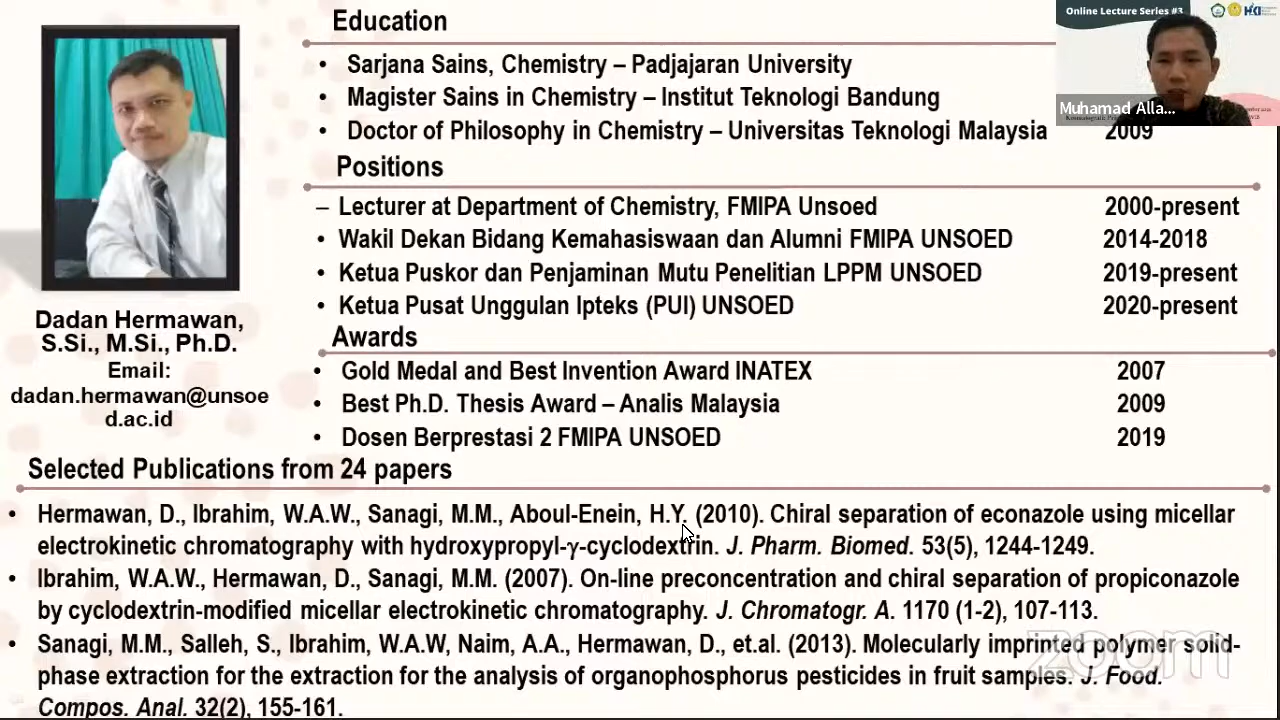 Education
Online Lecture Series #3
• Sarjana Sains, Chemistry – Padjajaran University
• Magister Sains in Chemistry – Institut Teknologi Bandung
Muhamad Alla...
• Doctor of Philosophy in Chemistry – Universitas Teknologi Malaysia 2009
Positions
– Lecturer at Department of Chemistry, FMIPA Unsoed 2000-present
• Wakil Dekan Bidang Kemahasiswaan dan Alumni FMIPA UNSOED 2014-2018
• Ketua Puskor dan Penjaminan Mutu Penelitian LPPM UNSOED 2019-present
• Ketua Pusat Unggulan Ipteks (PUI) UNSOED 2020-present
Dadan Hermawan,
S.Si., M.Si., Ph.D.
Email:
dadan.hermawan@unsoe
d.ac.id
Awards
• Gold Medal and Best Invention Award INATEX 2007
• Best Ph.D. Thesis Award – Analis Malaysia 2009
• Dosen Berprestasi 2 FMIPA UNSOED 2019
Selected Publications from 24 papers
• Hermawan, D., Ibrahim, W.A.W., Sanagi, M.M., Aboul-Enein, H.Y. (2010). Chiral separation of econazole using micellar
electrokinetic chromatography with hydroxypropyl-γ-cyclodextrin. J. Pharm. Biomed. 53(5), 1244-1249.
• Ibrahim, W.A.W., Hermawan, D., Sanagi, M.M. (2007). On-line preconcentration and chiral separation of propiconazole
by cyclodextrin-modified micellar electrokinetic chromatography. J. Chromatogr. A. 1170 (1-2), 107-113.
• Sanagi, M.M., Salleh, S., Ibrahim, W.A.W, Naim, A.A., Hermawan, D., et.al. (2013). Molecularly imprinted polymer solid-
phase extraction for the extraction for the analysis of organophosphorus pesticides in fruit samples. J. Food.
Compos. Anal. 32(2), 155-161.
zoom